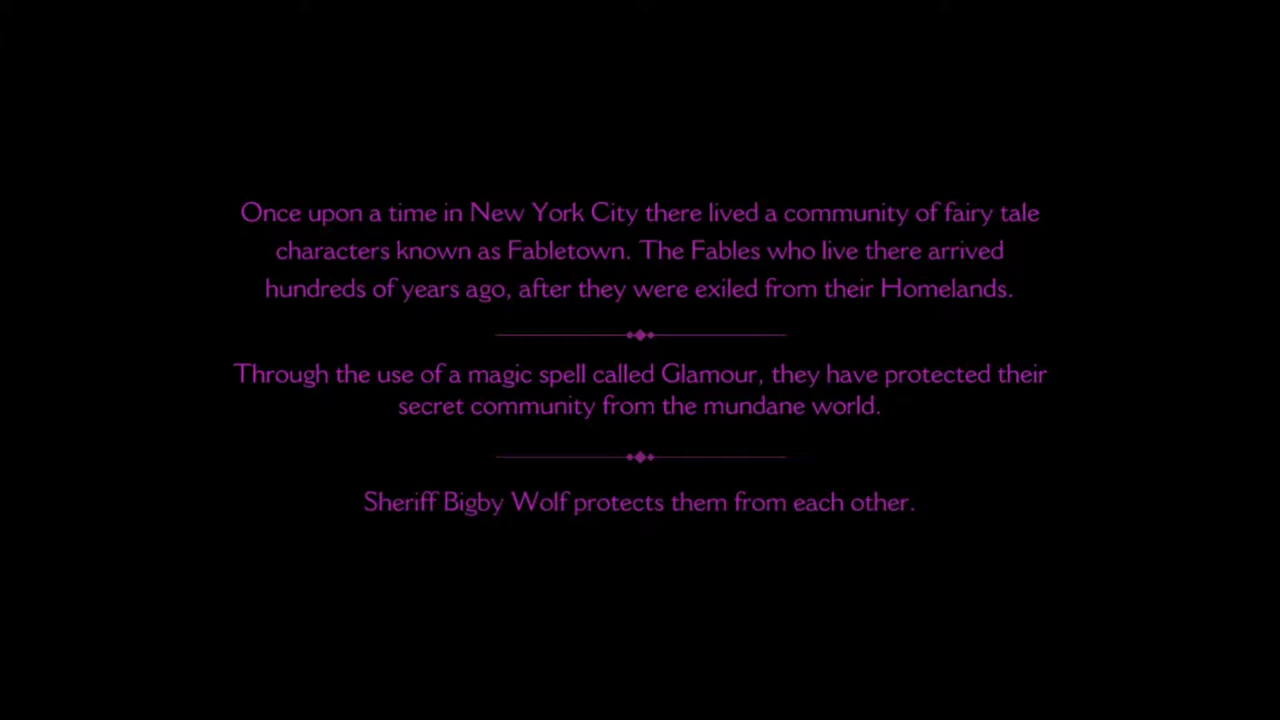 Once upon a time in New York City there lived a community of fairy tale
characters known as Fabletown. The Fables who live there arrived
hundreds of years ago, after they were exiled from their Homelands.
Through the use of a magic spell called Glamour, they have protected their
secret community from the mundane world.
Sheriff Bigby Wolf protects them from each other.